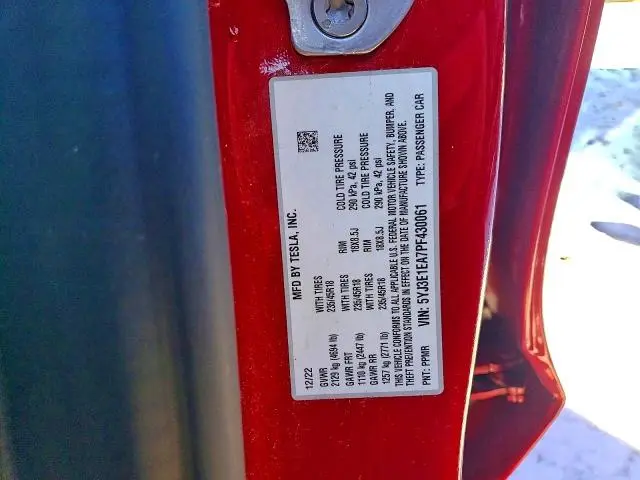 MFD BY TESLA, INC.
12/22
GVWR WITH TIRES RIM COLD TIRE PRESSURE
2129 kg (4694 lb) 235/45R18 18X8.5J 290 kPa, 42 psi
GAWR FRT WITH TIRES RIM COLD TIRE PRESSURE
1110 kg (2447 lb) 235/45R18 18X8.5J 290 kPa, 42 psi
GAWR RR WITH TIRES
1257 kg (2771 lb) 235/45R18
THIS VEHICLE CONFORMS TO ALL APPLICABLE U.S. FEDERAL MOTOR VEHICLE SAFETY, BUMPER, AND
THEFT PREVENTION STANDARDS IN EFFECT ON THE DATE OF MANUFACTURE SHOWN ABOVE.
PNT: PPMR VIN: 5YJ3E1EA7PF430061 TYPE: PASSENGER CAR